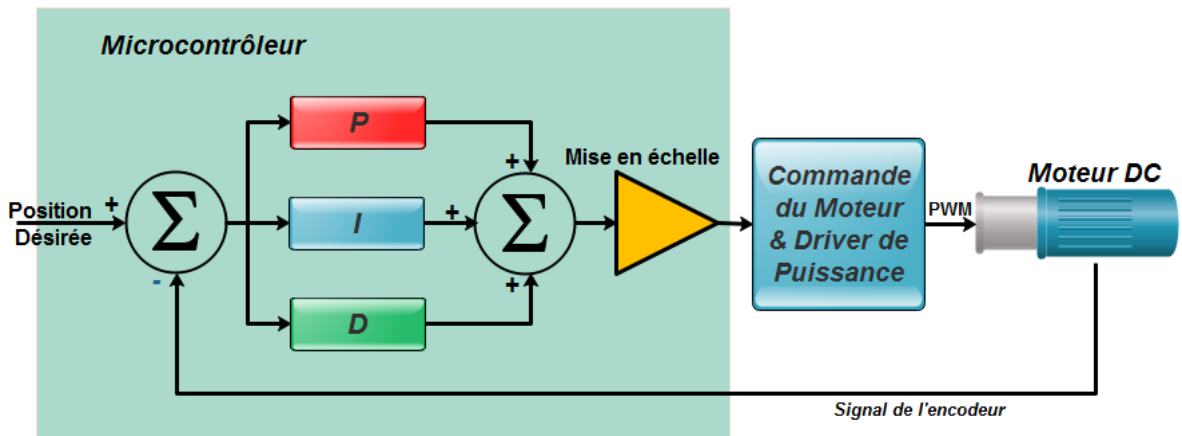 Microcontrôleur
P
Mise en échelle
Commande
du Moteur
& Driver de
Puissance
Moteur DC
Position
Désirée
+
-
Σ
I
D
+
+
+
Σ
PWM
Signal de l'encodeur